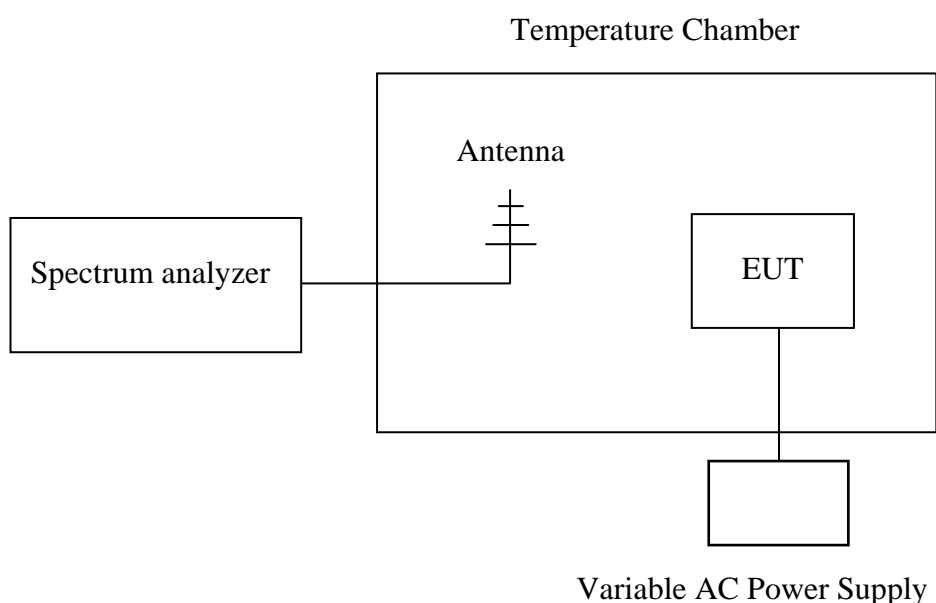 Temperature Chamber
Antenna
Spectrum analyzer
EUT
Variable AC Power Supply